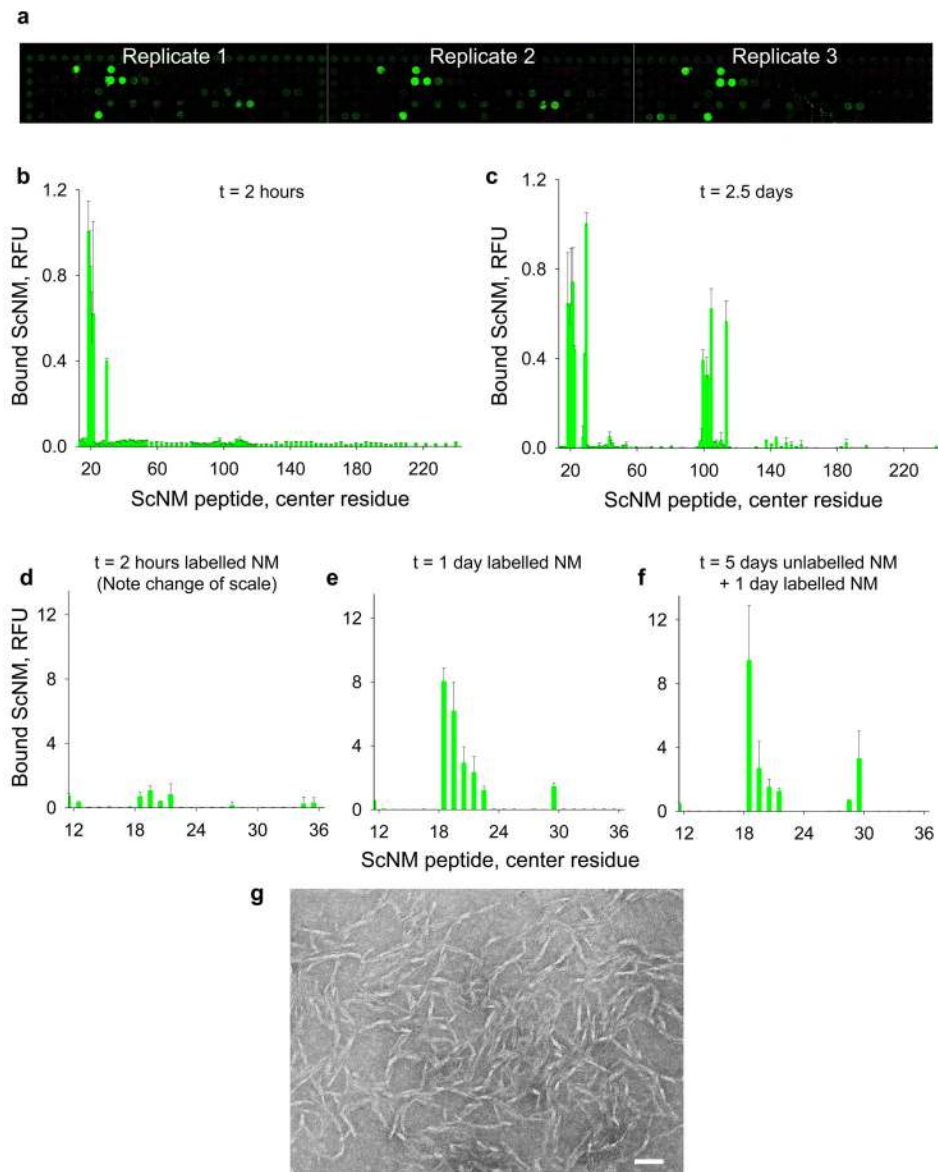 a
Replicate 1 Replicate 2 Replicate 3
b
t = 2 hours
Bound ScNM, RFU
1.2
0.8
0.4
0.0
20 60 100 140 180 220
ScNM peptide, center residue
c
t = 2.5 days
Bound ScNM, RFU
1.2
0.8
0.4
0.0
20 60 100 140 180 220
ScNM peptide, center residue
d
t = 2 hours labelled NM
(Note change of scale)
Bound ScNM, RFU
12
8
4
0
12 18 24 30 36
e
t = 1 day labelled NM
12
8
4
0
12 18 24 30 36
ScNM peptide, center residue
f
t = 5 days unlabelled NM
+ 1 day labelled NM
12
8
4
0
12 18 24 30 36
g